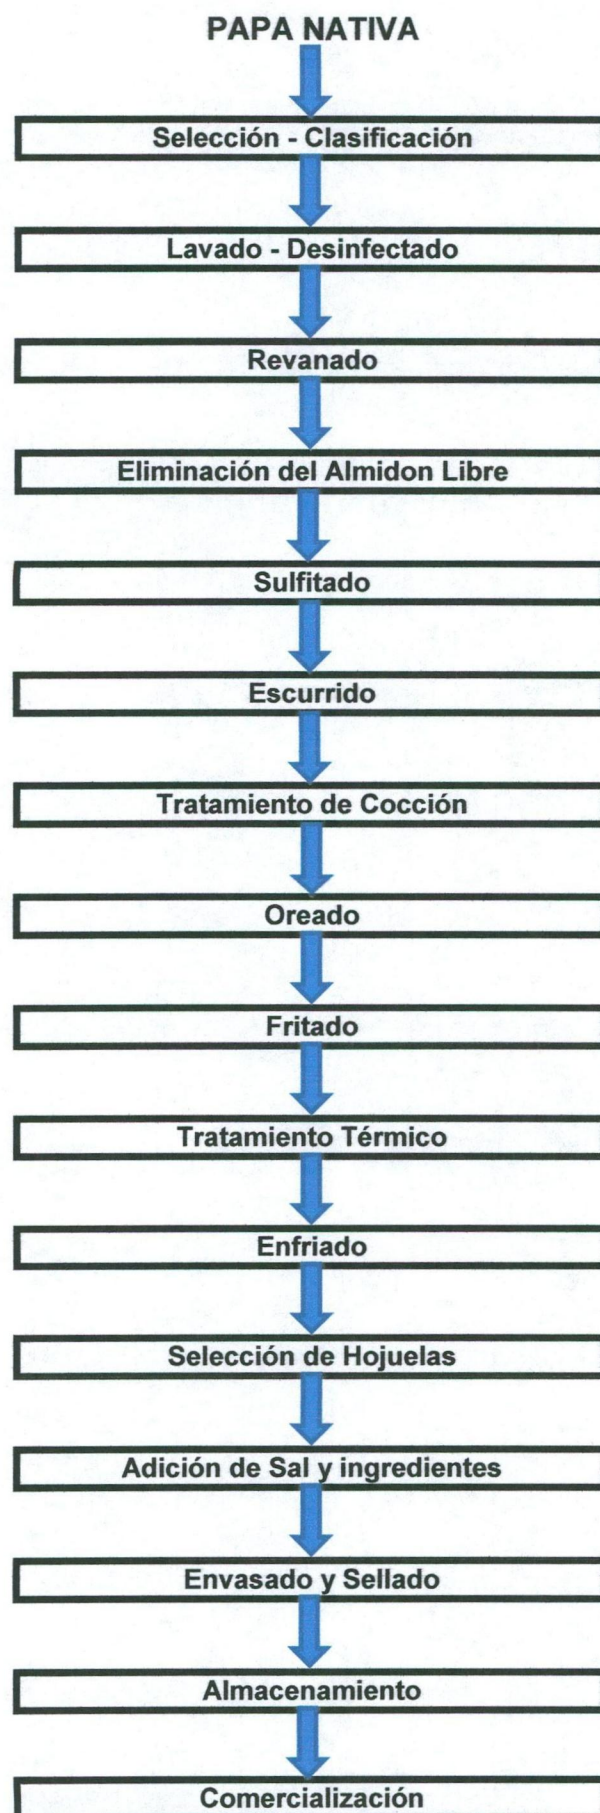 PAPA NATIVA
Selección - Clasificación
Lavado - Desinfectado
Revanado
Eliminación del Almidon Libre
Sulfitado
Escurrido
Tratamiento de Cocción
Oreado
Fritado
Tratamiento Térmico
Enfriado
Selección de Hojuelas
Adición de Sal y ingredientes
Envasado y Sellado
Almacenamiento
Comercialización